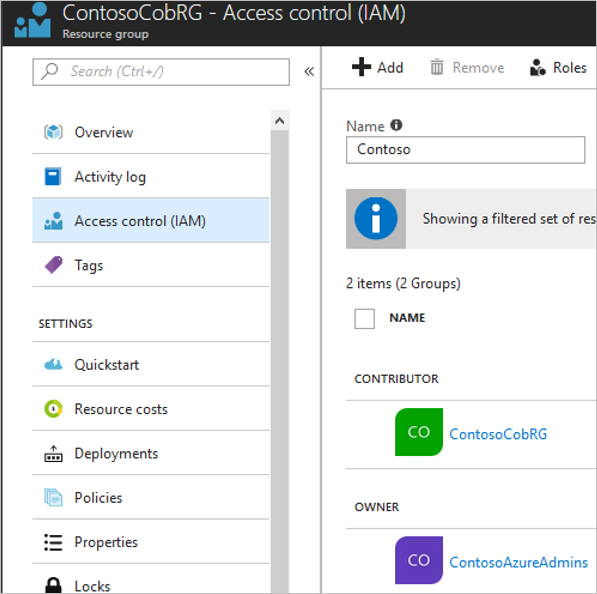 ContosoCobRG - Access control (IAM)
Resource group
Search (Ctrl+/)
«
Overview
Activity log
Access control (IAM)
Tags
SETTINGS
Quickstart
Resource costs
Deployments
Policies
Properties
Locks
Add
Remove
Roles
Name
Contoso
Showing a filtered set of res
2 items (2 Groups)
NAME
CONTRIBUTOR
CO
ContosoCobRG
OWNER
CO
ContosoAzureAdmins